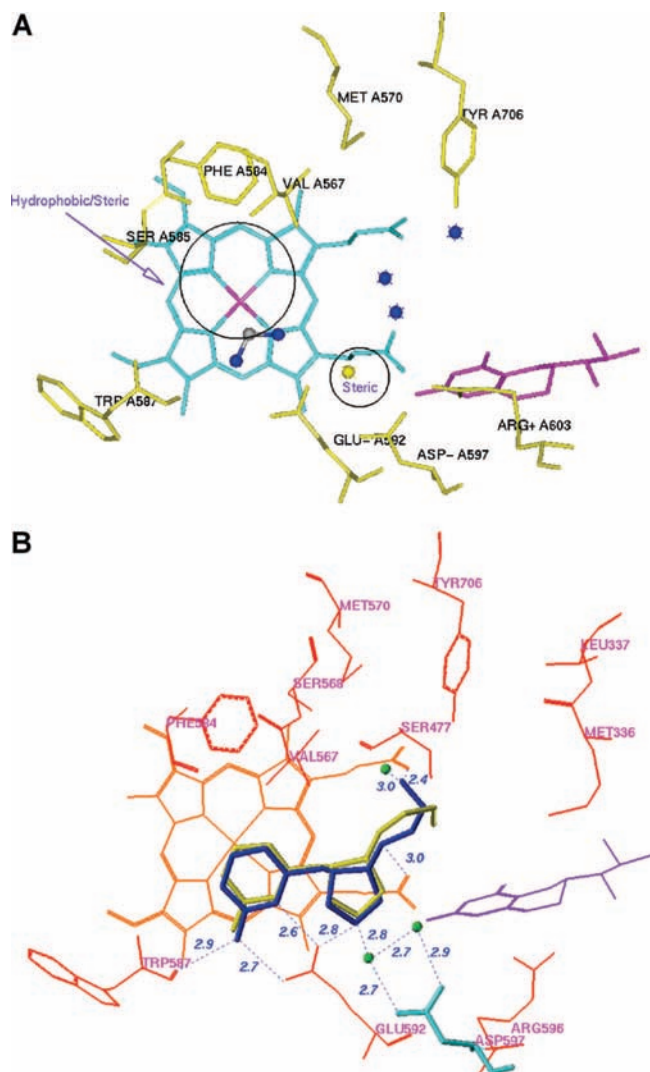 A
MET A570
TYR A706
PHE A584
VAL A567
Hydrophobic/Steric
SER A585
Steric
TRP A587
GLU- A592
ARG+ A603
ASP- A597
B
TYR706
MET570
LEU337
SER568
PHE584
SER477
MET336
VAL567
3.0 2.4
3.0
2.9
2.6
2.8
2.8
2.7
2.7
2.9
TRP587
2.7
GLU592
ARG596
ASP597